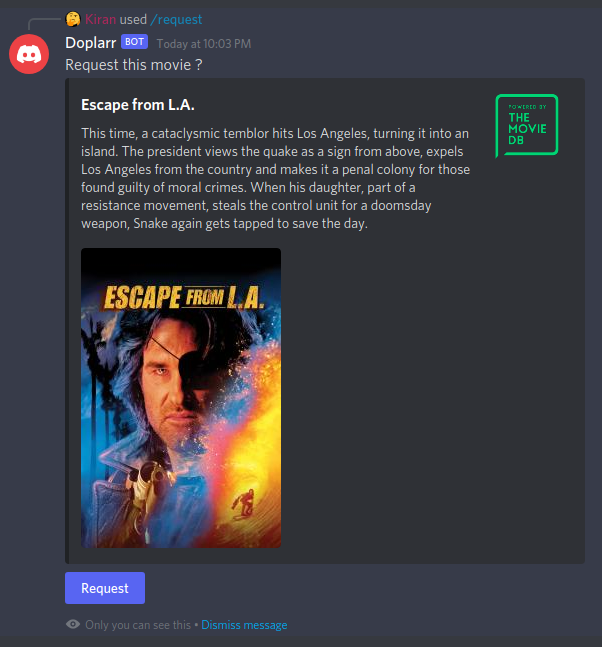 Kiran used /request
Doplarr BOT Today at 10:03 PM
Request this movie ?
Escape from L.A.
POWERED BY
THE
MOVIE
DB
This time, a cataclysmic temblor hits Los Angeles, turning it into an
island. The president views the quake as a sign from above, expels
Los Angeles from the country and makes it a penal colony for those
found guilty of moral crimes. When his daughter, part of a
resistance movement, steals the control unit for a doomsday
weapon, Snake again gets tapped to save the day.
ESCAPE FROM L.A.
Request
Only you can see this • Dismiss message